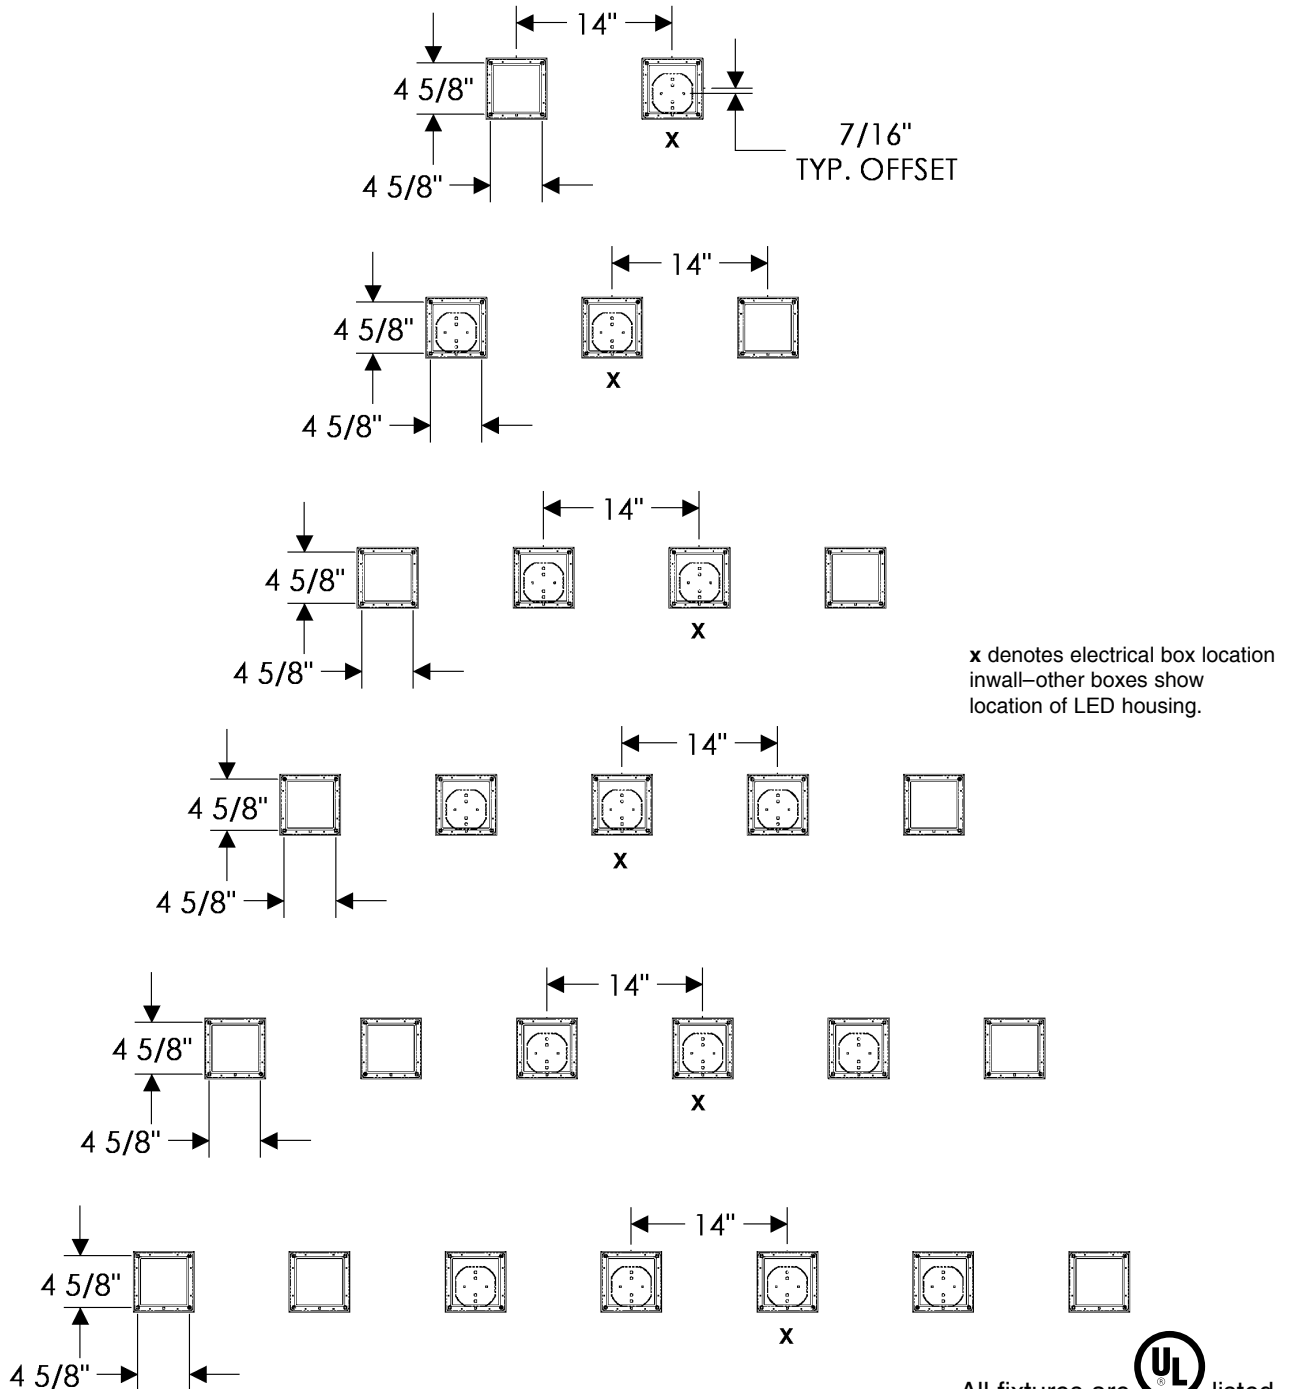 14"
4 5/8"
x
7/16"
TYP. OFFSET
4 5/8"
14"
4 5/8"
x
4 5/8"
14"
4 5/8"
x
4 5/8"
x denotes electrical box location
inwall–other boxes show
location of LED housing.
14"
4 5/8"
x
4 5/8"
14"
4 5/8"
x
4 5/8"
14"
4 5/8"
x
4 5/8"
All fixtures are UL® listed